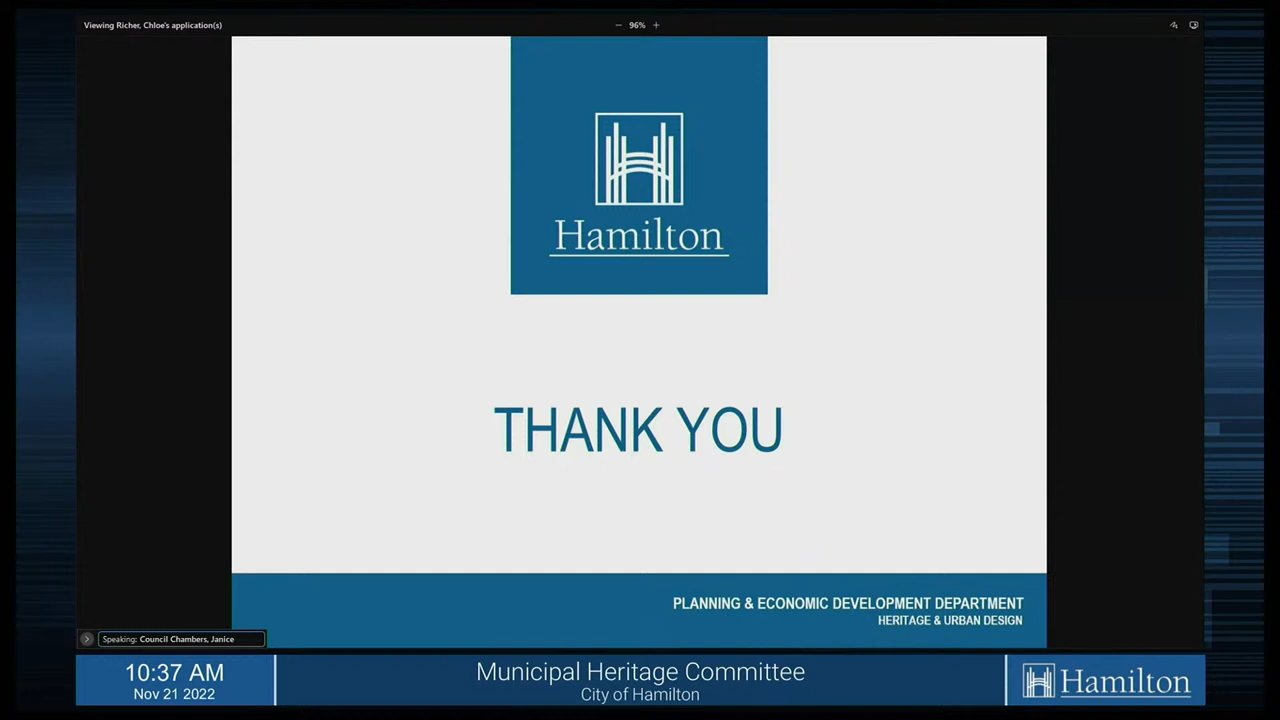 Viewing Richer, Chloe's application(s)
− 96% +
Hamilton
THANK YOU
PLANNING & ECONOMIC DEVELOPMENT DEPARTMENT
HERITAGE & URBAN DESIGN
Speaking: Council Chambers, Janice
10:37 AM
Nov 21 2022
Municipal Heritage Committee
City of Hamilton
Hamilton